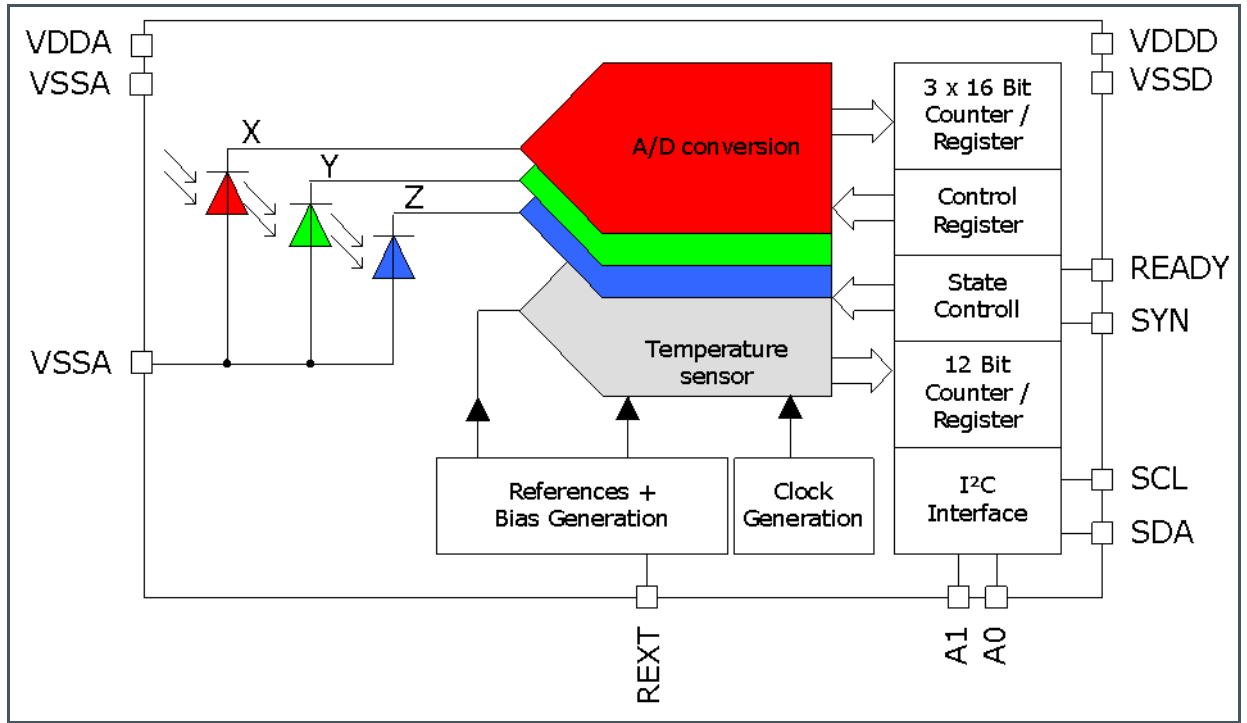 VDDA
VSSA
VDDD
VSSD
X
Y
Z
A/D conversion
3 x 16 Bit
Counter /
Register
Control
Register
READY
State
Controll
SYN
VSSA
Temperature
sensor
12 Bit
Counter /
Register
References +
Bias Generation
Clock
Generation
I²C
Interface
SCL
SDA
REXT
A1
A0